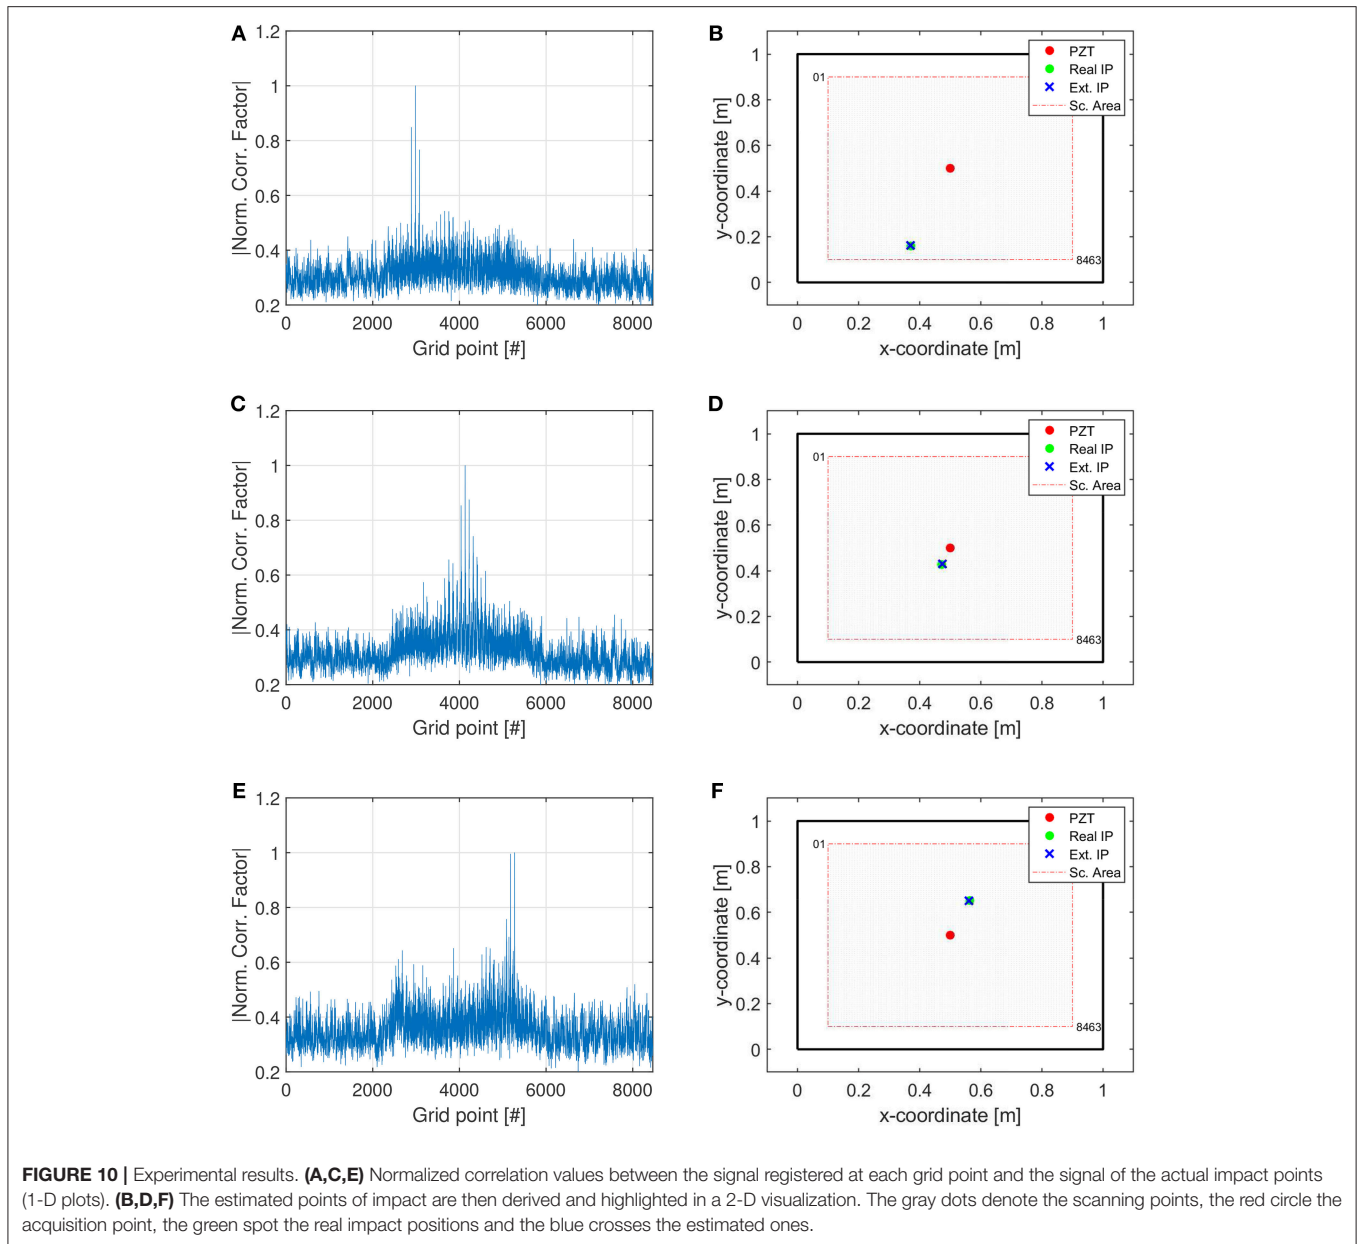 A
1.2
1
0.8
0.6
0.4
0.2
|Norm. Corr. Factor|
0 2000 4000 6000 8000
Grid point [#]
B
1
0.8
0.6
0.4
0.2
0
y-coordinate [m]
01
8463
PZT
Real IP
Ext. IP
Sc. Area
0 0.2 0.4 0.6 0.8 1
x-coordinate [m]
C
1.2
1
0.8
0.6
0.4
0.2
|Norm. Corr. Factor|
0 2000 4000 6000 8000
Grid point [#]
D
1
0.8
0.6
0.4
0.2
0
y-coordinate [m]
01
8463
PZT
Real IP
Ext. IP
Sc. Area
0 0.2 0.4 0.6 0.8 1
x-coordinate [m]
E
1.2
1
0.8
0.6
0.4
0.2
|Norm. Corr. Factor|
0 2000 4000 6000 8000
Grid point [#]
F
1
0.8
0.6
0.4
0.2
0
y-coordinate [m]
01
8463
PZT
Real IP
Ext. IP
Sc. Area
0 0.2 0.4 0.6 0.8 1
x-coordinate [m]
FIGURE 10 | Experimental results. (A,C,E) Normalized correlation values between the signal registered at each grid point and the signal of the actual impact points
(1-D plots). (B,D,F) The estimated points of impact are then derived and highlighted in a 2-D visualization. The gray dots denote the scanning points, the red circle the
acquisition point, the green spot the real impact positions and the blue crosses the estimated ones.